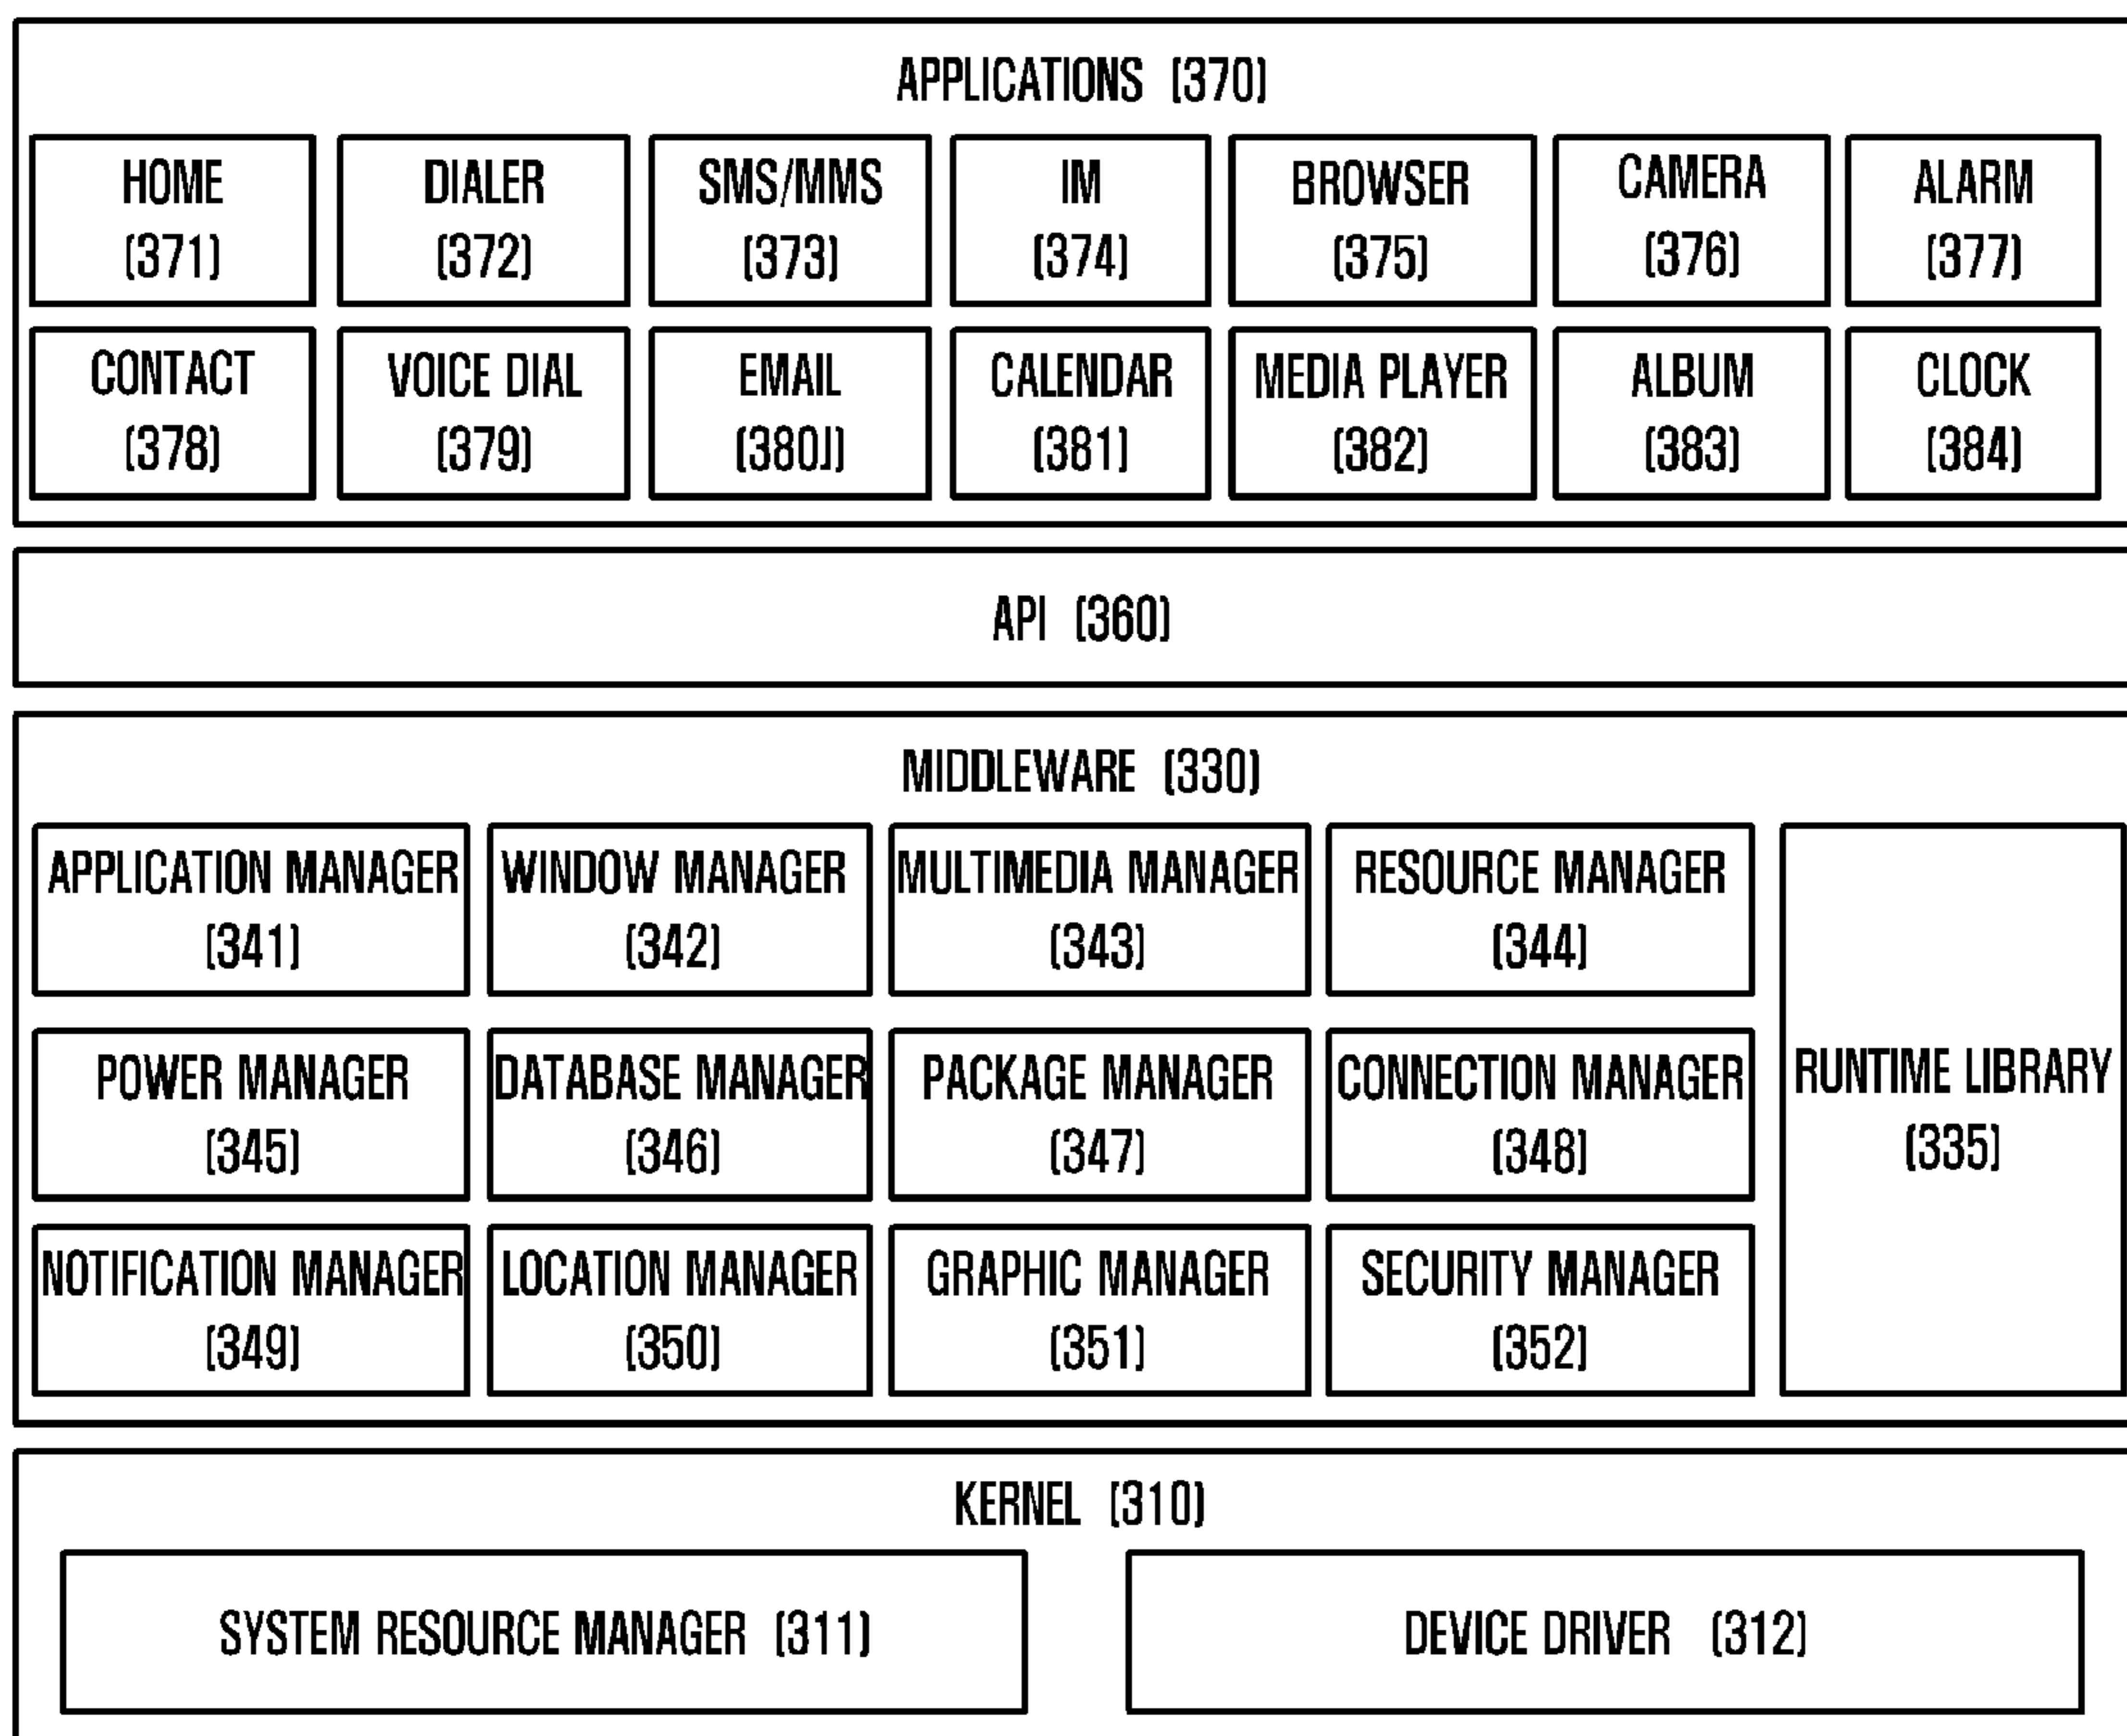 APPLICATIONS (370)
HOME
(371)
DIALER
(372)
SMS/MMS
(373)
IM
(374)
BROWSER
(375)
CAMERA
(376)
ALARM
(377)
CONTACT
(378)
VOICE DIAL
(379)
EMAIL
(380J)
CALENDAR
(381)
MEDIA PLAYER
(382)
ALBUM
(383)
CLOCK
(384)
API (360)
MIDDLEWARE (330)
APPLICATION MANAGER
(341)
WINDOW MANAGER
(342)
MULTIMEDIA MANAGER
(343)
RESOURCE MANAGER
(344)
POWER MANAGER
(345)
DATABASE MANAGER
(346)
PACKAGE MANAGER
(347)
CONNECTION MANAGER
(348)
RUNTIME LIBRARY
(335)
NOTIFICATION MANAGER
(349)
LOCATION MANAGER
(350)
GRAPHIC MANAGER
(351)
SECURITY MANAGER
(352)
KERNEL (310)
SYSTEM RESOURCE MANAGER (311)
DEVICE DRIVER (312)